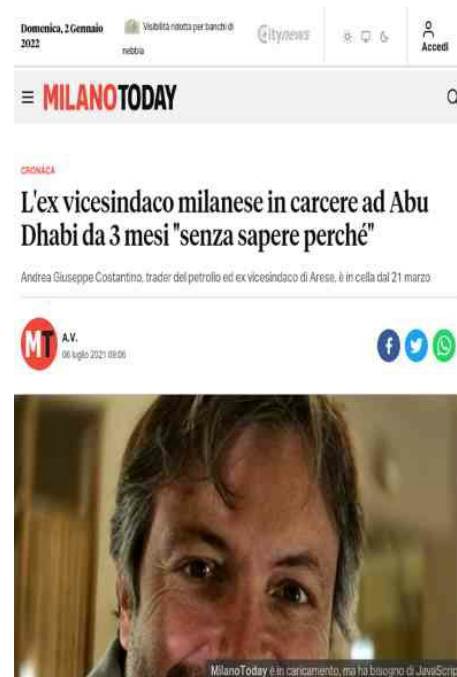 Domenica, 2 Gennaio
2022
Visibilità ridotta per banchi di
nebbia
Citynews
Accedi
MILANOTODAY
CRONACA
L'ex vicesindaco milanese in carcere ad Abu
Dhabi da 3 mesi "senza sapere perché"
Andrea Giuseppe Costantino, trader del petrolio ed ex vicesindaco di Arese, è in cella dal 21 marzo
MT
A.V.
06 luglio 2021 09:06
MilanoToday è in caricamento, ma ha bisogno di JavaScrip